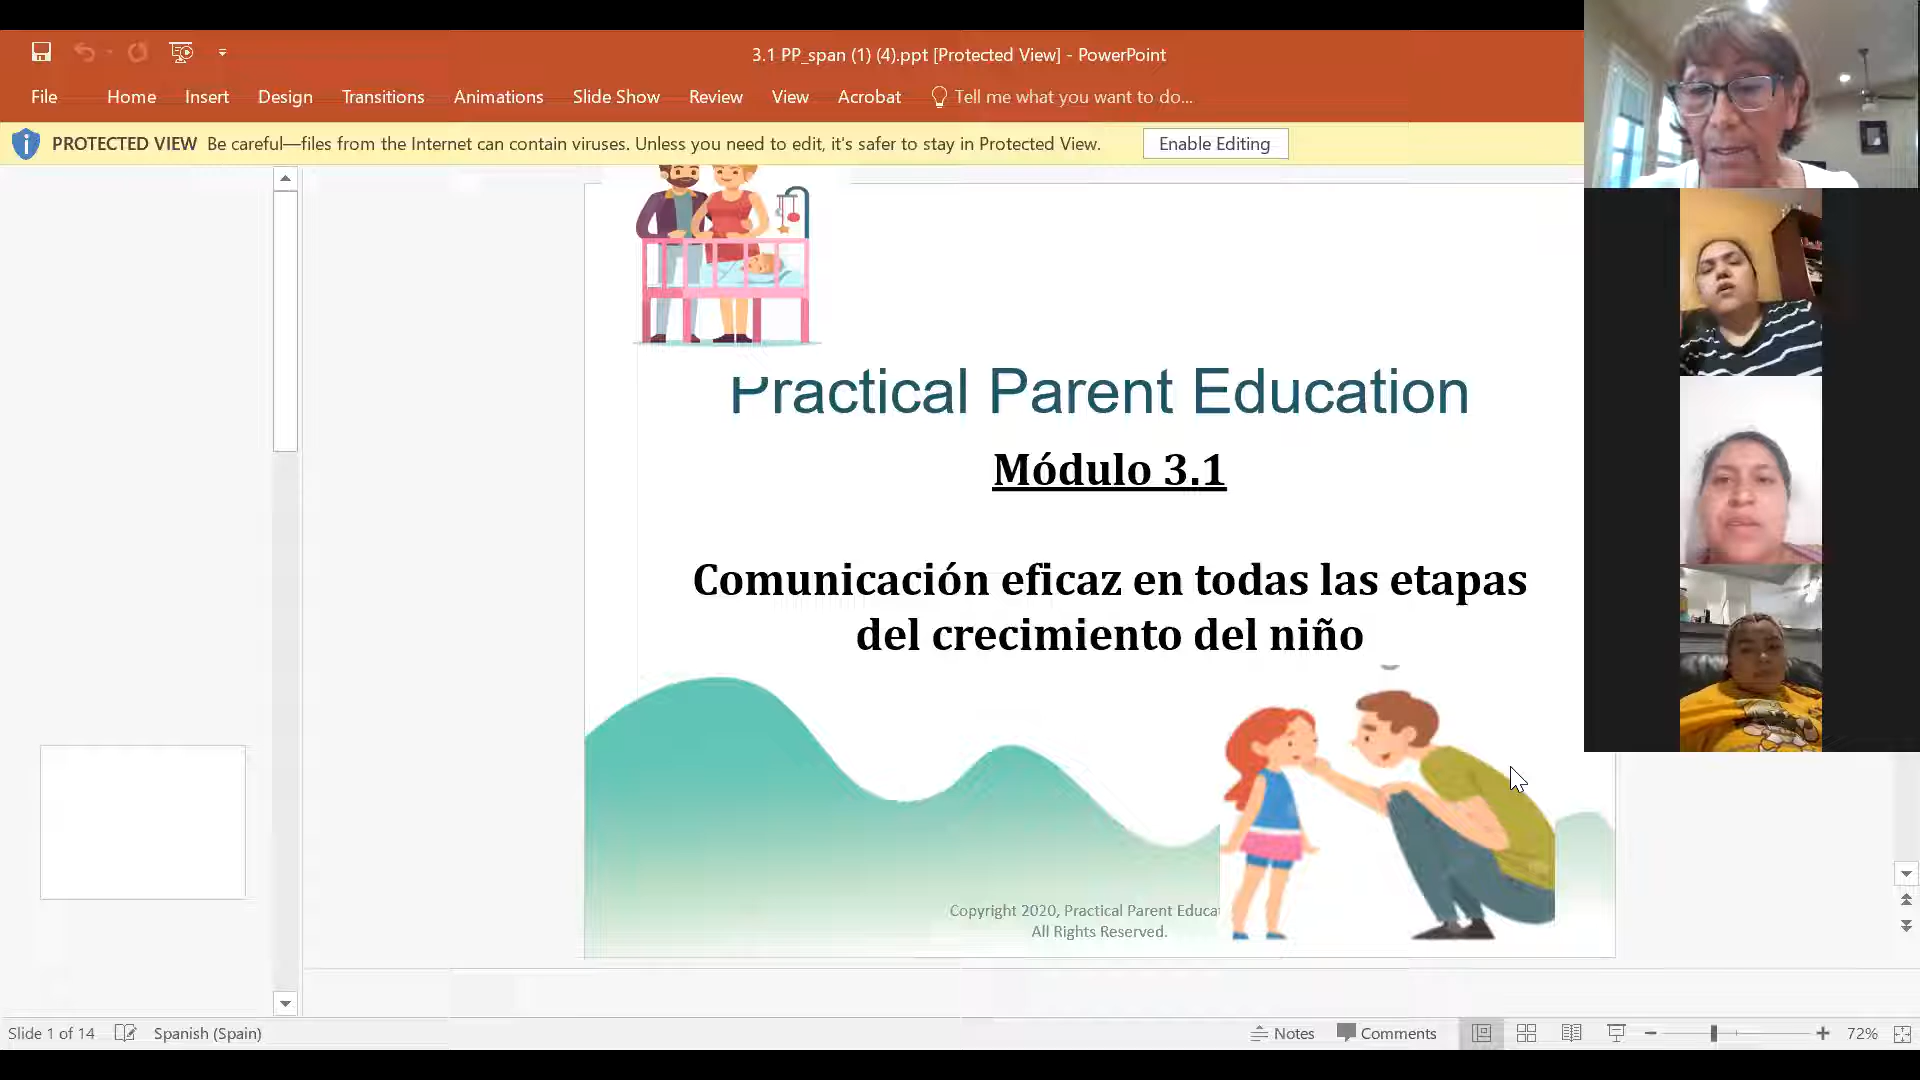 3.1 PP_span (1) (4).ppt [Protected View] - PowerPoint
File Home Insert Design Transitions Animations Slide Show Review View Acrobat Tell me what you want to do...
PROTECTED VIEW Be careful—files from the Internet can contain viruses. Unless you need to edit, it's safer to stay in Protected View. Enable Editing
Practical Parent Education
Módulo 3.1
Comunicación eficaz en todas las etapas
del crecimiento del niño
Copyright 2020, Practical Parent Educat
All Rights Reserved.
Slide 1 of 14 Spanish (Spain) Notes Comments 72%